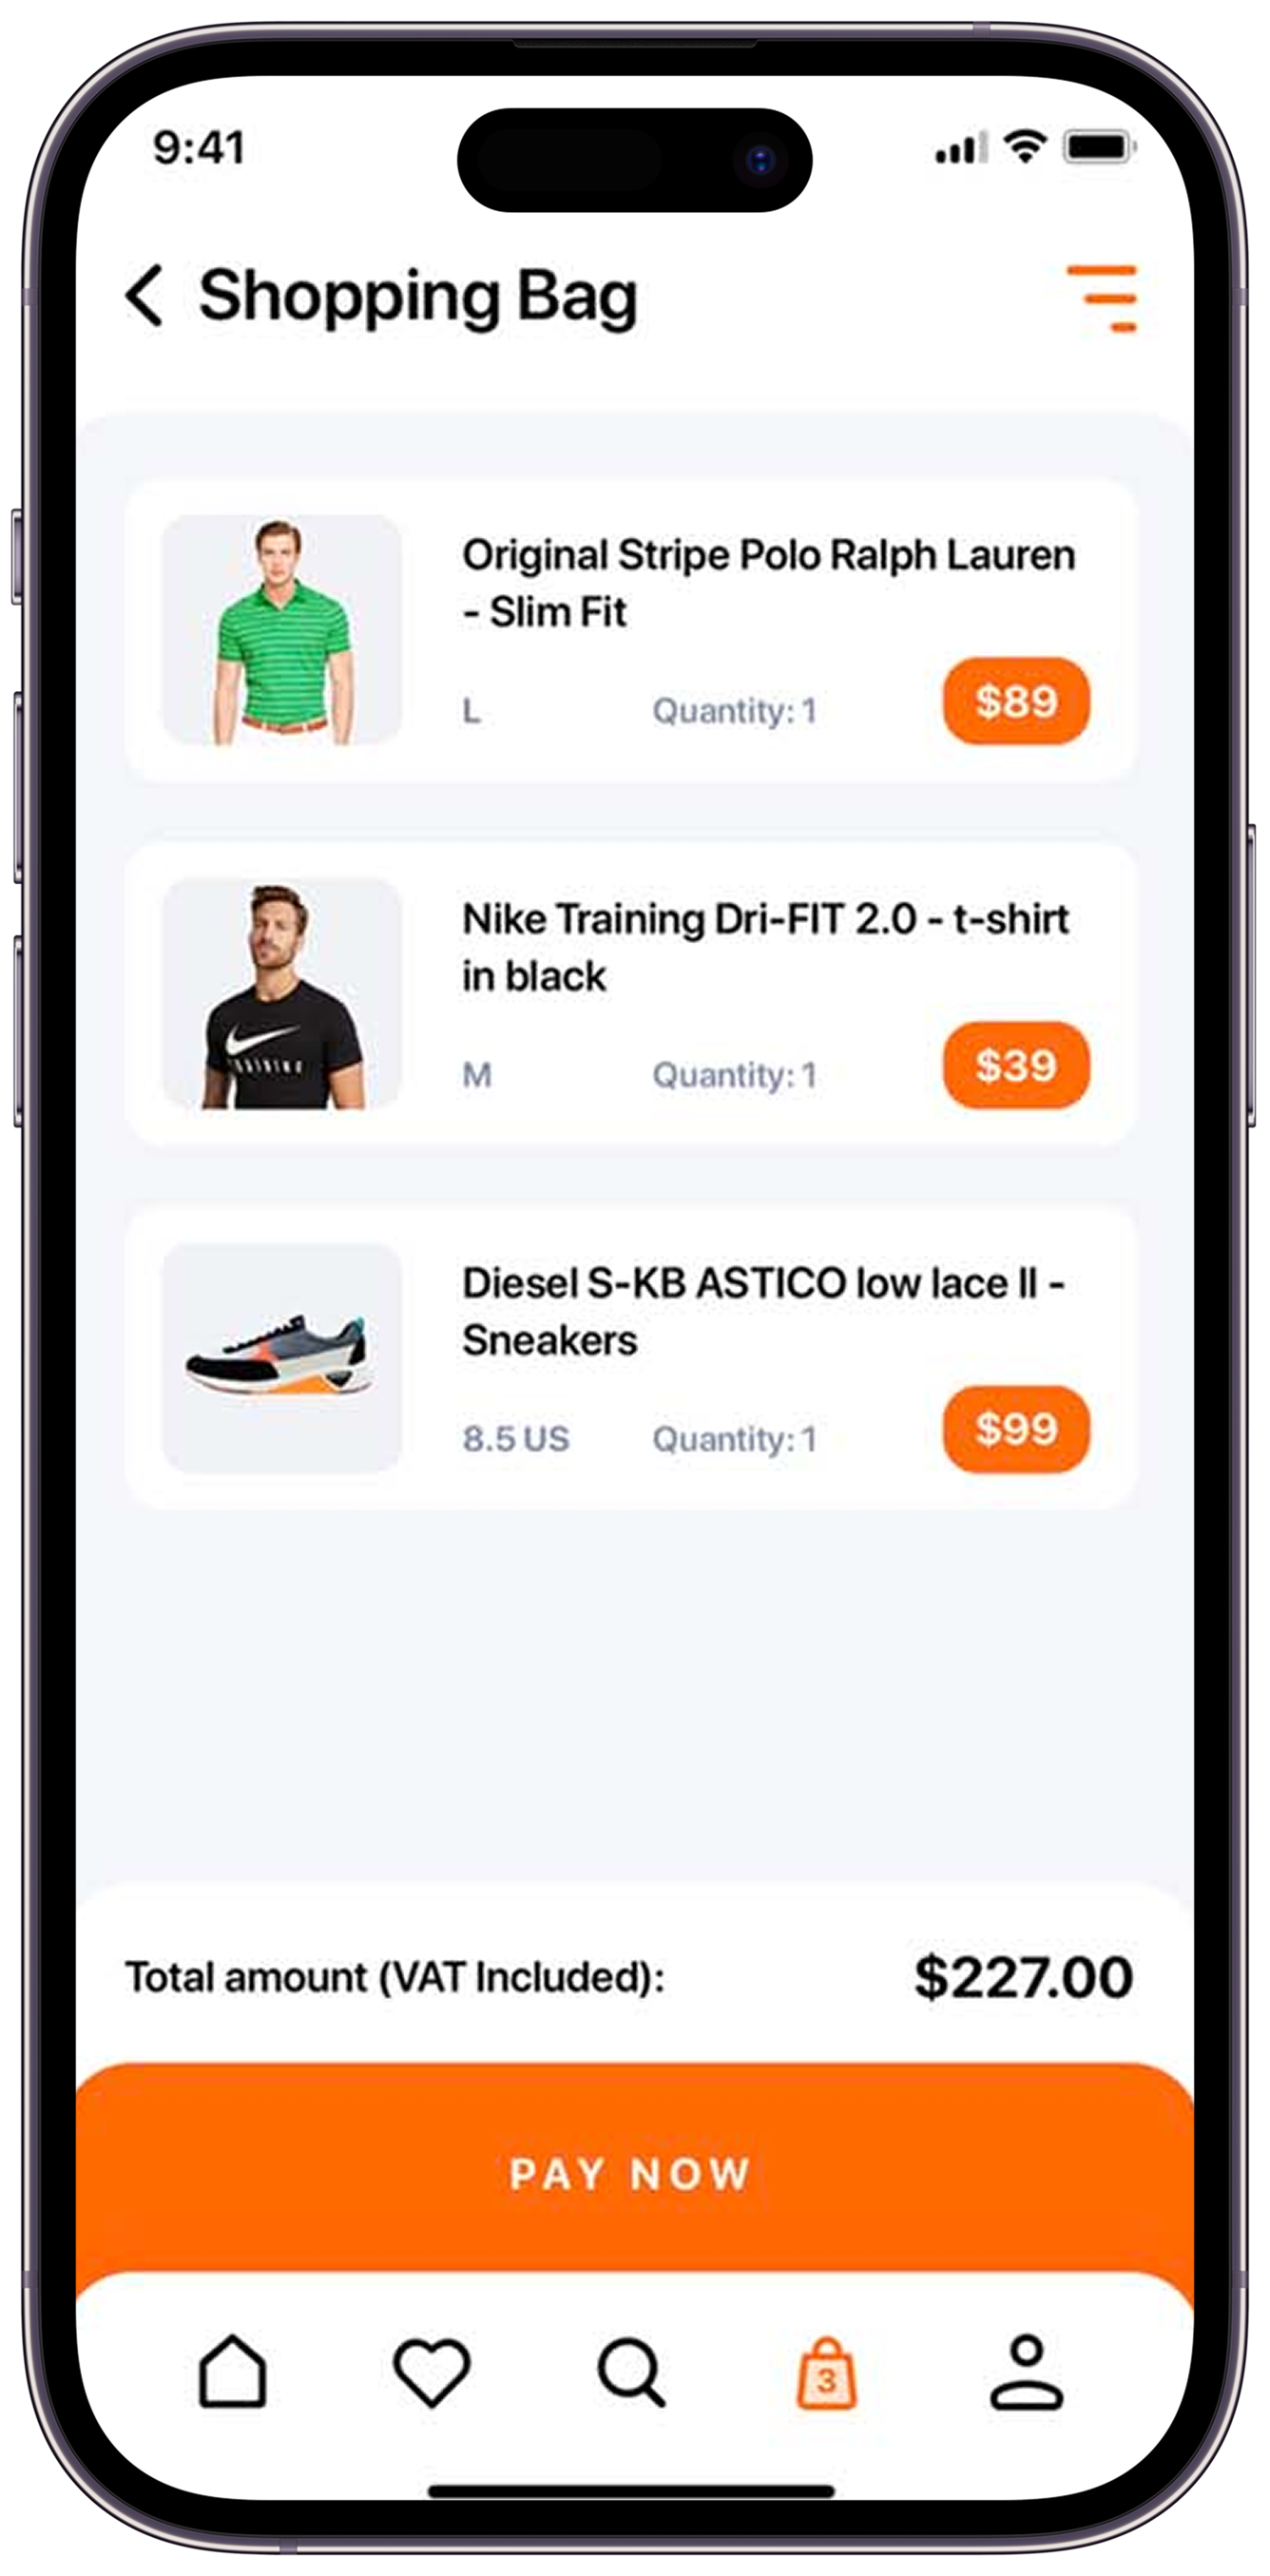 9:41
Shopping Bag
Original Stripe Polo Ralph Lauren
- Slim Fit
L Quantity: 1 $89
Nike Training Dri-FIT 2.0 - t-shirt
in black
M Quantity: 1 $39
Diesel S-KB ASTICO low lace II -
Sneakers
8.5 US Quantity: 1 $99
Total amount (VAT Included): $227.00
PAY NOW
3